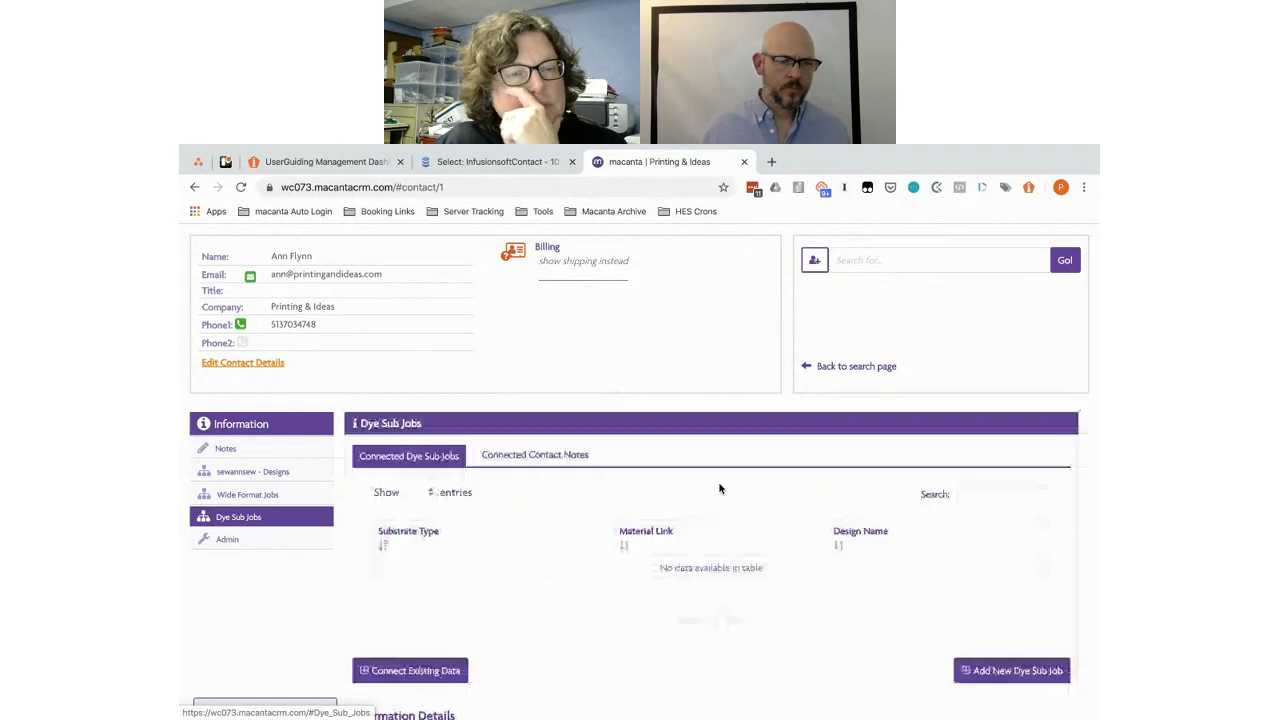 UserGuiding Management Dash
Select: InfusionsoftContact - 10
macanta | Printing & Ideas
wc073.macantacrm.com/#contact/1
11
9+
P
Apps
macanta Auto Login
Booking Links
Server Tracking
Tools
Macanta Archive
HES Crons
Name: Ann Flynn
Email: ann@printingandideas.com
Title:
Company: Printing & Ideas
Phone1: 5137034748
Phone2:
Edit Contact Details
Billing
show shipping instead
Search for...
Go!
Back to search page
Information
Notes
sewannsew - Designs
Wide Format Jobs
Dye Sub Jobs
Admin
Dye Sub Jobs
Connected Dye Sub Jobs
Connected Contact Notes
Show entries
Search:
Substrate Type
Material Link
Design Name
No data available in table
Connect Existing Data
Add New Dye Sub Job
rmation Details
https://wc073.macantacrm.com/#Dye_Sub_Jobs